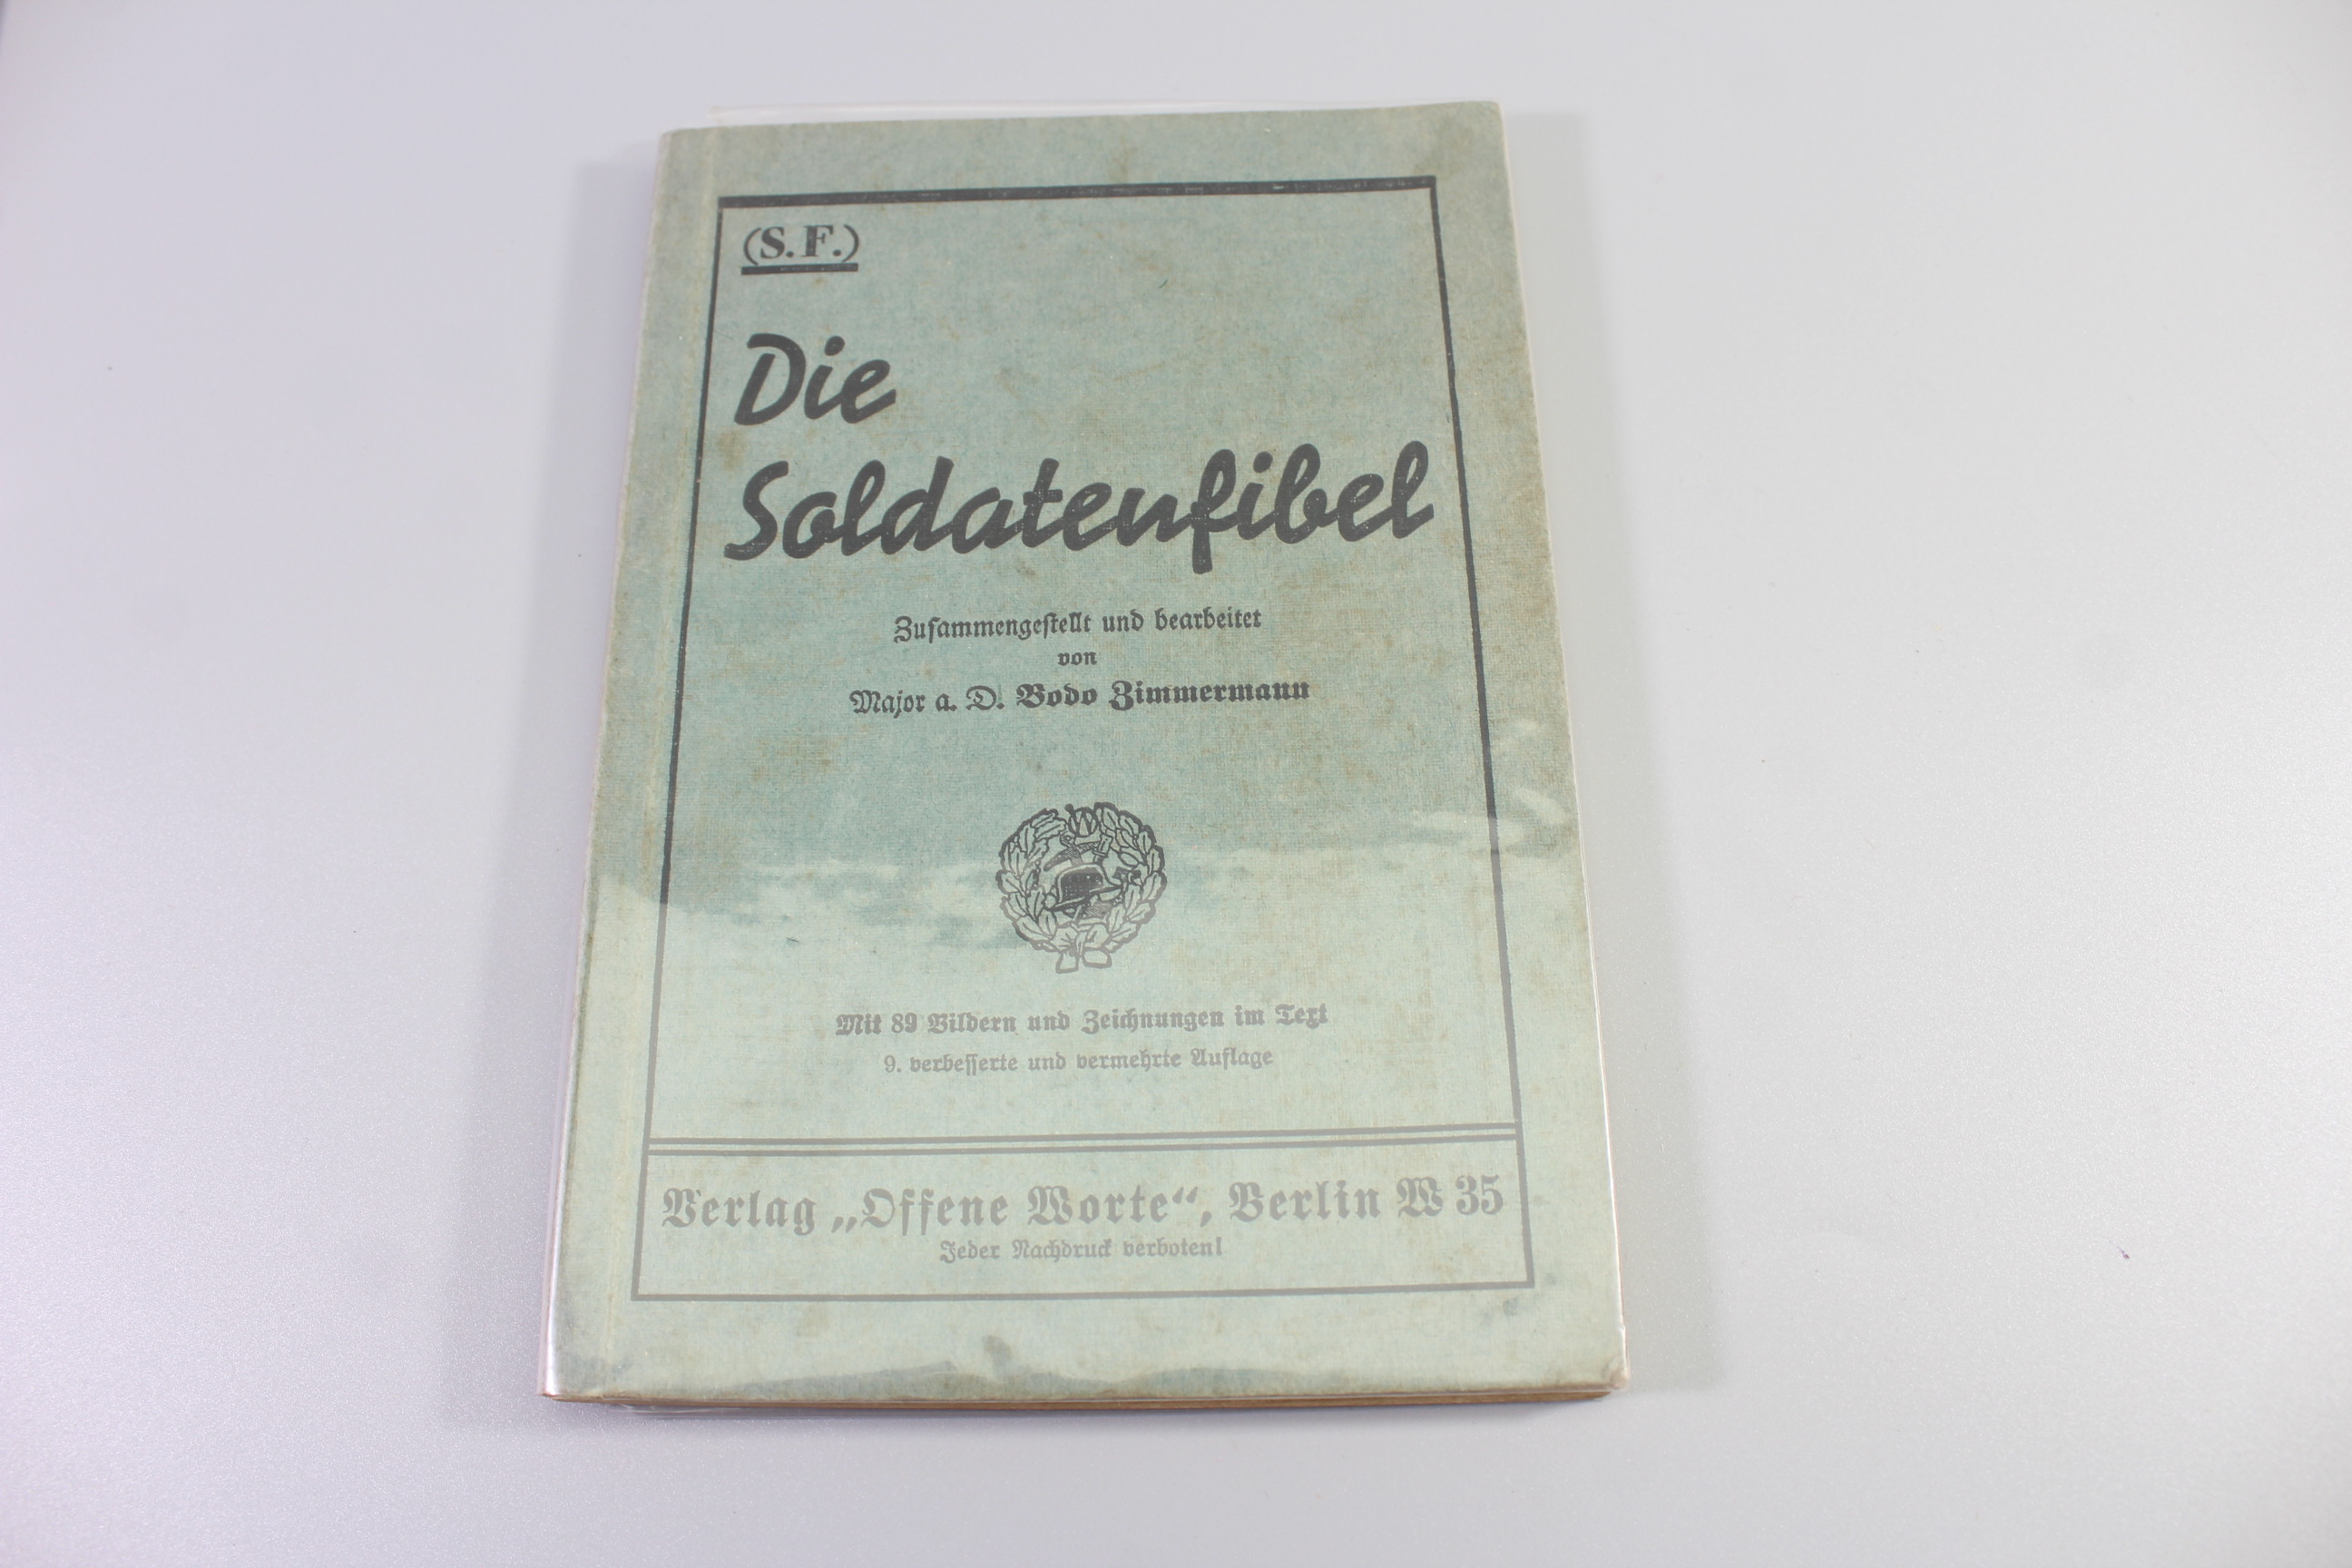 (S. F.)
Die
Soldatenfibel
Zusammengestellt und bearbeitet
von
Major a. D. Bodo Zimmermann
W
Mit 89 Bildern und Zeichnungen im Text
9. verbesserte und vermehrte Auflage
Verlag „Offene Worte“, Berlin W 35
Jeder Nachdruck verboten!